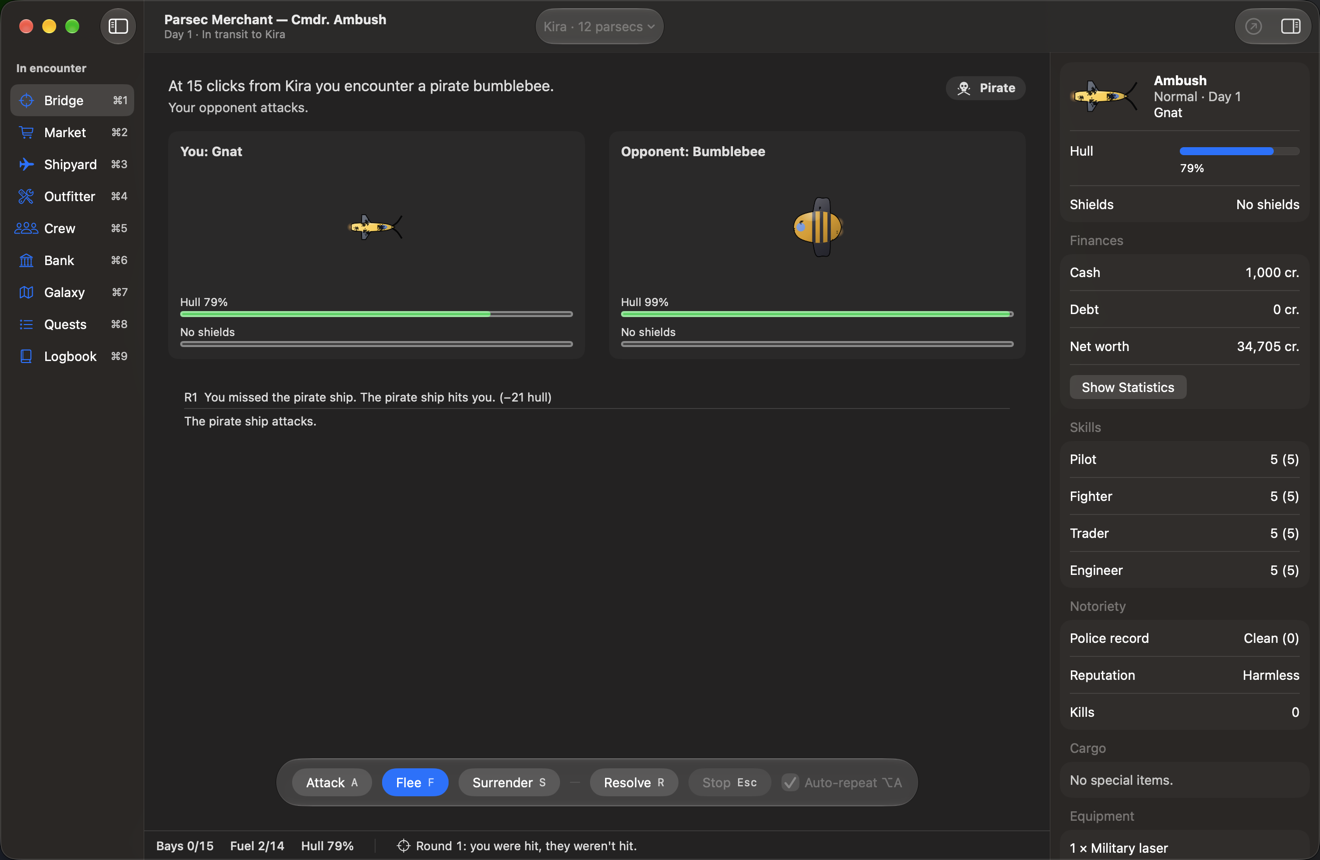 Parsec Merchant — Cmdr. Ambush
Day 1 · In transit to Kira
Kira · 12 parsecs
In encounter
Bridge ⌘1
Market ⌘2
Shipyard ⌘3
Outfitter ⌘4
Crew ⌘5
Bank ⌘6
Galaxy ⌘7
Quests ⌘8
Logbook ⌘9
At 15 clicks from Kira you encounter a pirate bumblebee.
Your opponent attacks.
Pirate
You: Gnat
Hull 79%
No shields
Opponent: Bumblebee
Hull 99%
No shields
R1 You missed the pirate ship. The pirate ship hits you. (−21 hull)
The pirate ship attacks.
Attack A
Flee F
Surrender S
Resolve R
Stop Esc
Auto-repeat ⌥A
Bays 0/15
Fuel 2/14
Hull 79%
Round 1: you were hit, they weren't hit.
Ambush
Normal · Day 1
Gnat
Hull
79%
Shields No shields
Finances
Cash 1,000 cr.
Debt 0 cr.
Net worth 34,705 cr.
Show Statistics
Skills
Pilot 5 (5)
Fighter 5 (5)
Trader 5 (5)
Engineer 5 (5)
Notoriety
Police record Clean (0)
Reputation Harmless
Kills 0
Cargo
No special items.
Equipment
1 × Military laser